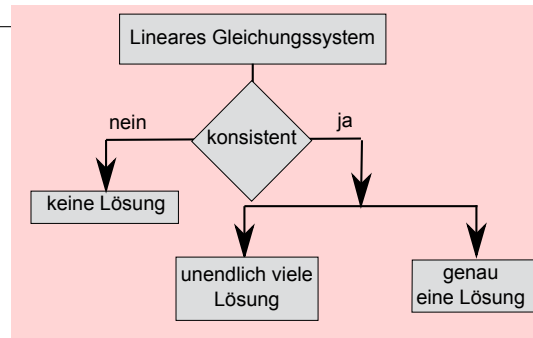 Lineares Gleichungssystem
nein
konsistent
ja
keine Lösung
unendlich viele
Lösung
genau
eine Lösung